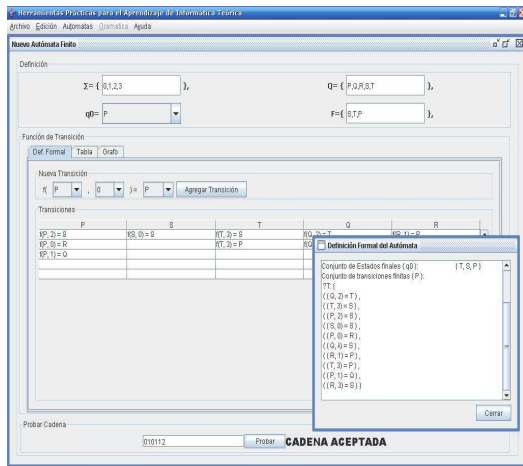 Herramientas Prácticas para el Aprendizaje de Informática Teórica
Archivo Edición Autómatas Gramatica Ayuda
Nuevo Autómata Finito
Definición
Σ= { 0,1,2,3 }, Q= { P,Q,R,S,T },
q0= P F={ S,T,P },
Función de Transición
Def. Formal Tabla Grafo
Nueva Transición
f( P , 0 )= P Agregar Transición
Transiciones
P S T Q R
f(P, 2) = S f(S, 0) = S f(T, 3) = S f(Q, 2) = T f(R, 1) = P
f(P, 0) = R f(T, 3) = P
f(P, 1) = Q
Definición Formal del Autómata
Conjunto de Estados finales ( q0 ): { T, S, P }
Conjunto de transiciones finitas ( P ):
?T: {
( ( Q, 2) = T ) ,
( ( T, 3) = S ) ,
( ( P, 2) = S ) ,
( ( S, 0) = S ) ,
( ( P, 0) = R ) ,
( ( Q, λ) = S ) ,
( ( R, 1) = P ) ,
( ( T, 3) = P ) ,
( ( P, 1) = Q ) ,
( ( R, 3) = S ) }
Cerrar
Probar Cadena
010112 Probar CADENA ACEPTADA